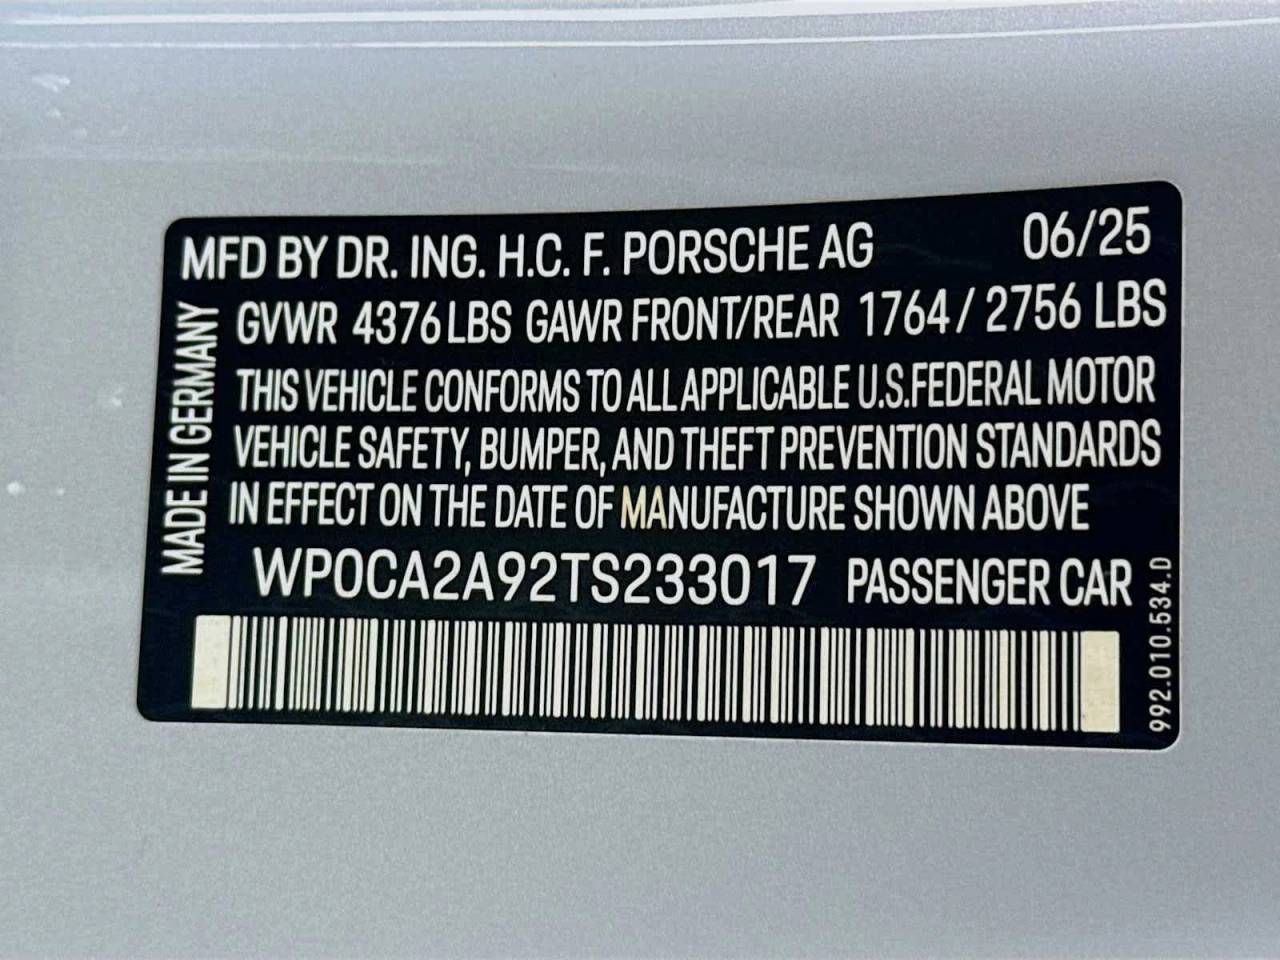 MFD BY DR. ING. H.C. F. PORSCHE AG 06/25
GVWR 4376 LBS GAWR FRONT/REAR 1764 / 2756 LBS
THIS VEHICLE CONFORMS TO ALL APPLICABLE U.S.FEDERAL MOTOR
VEHICLE SAFETY, BUMPER, AND THEFT PREVENTION STANDARDS
IN EFFECT ON THE DATE OF MANUFACTURE SHOWN ABOVE
WP0CA2A92TS233017 PASSENGER CAR
MADE IN GERMANY
992.010.534.D